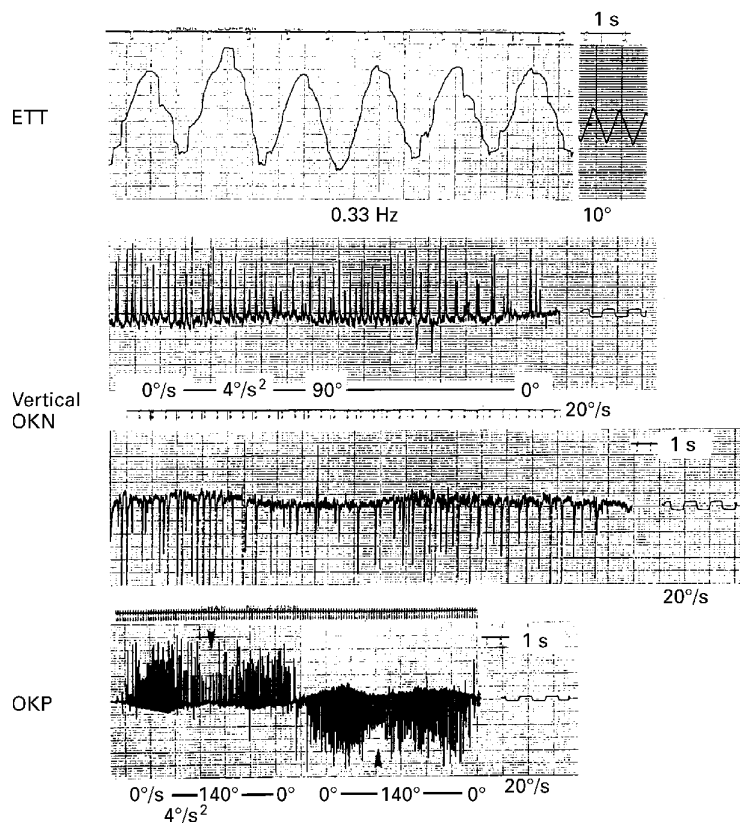 1 s
ETT
0.33 Hz
10°
0°/s — 4°/s² — 90° — 0°
Vertical
OKN
20°/s
1 s
20°/s
1 s
OKP
0°/s — 140° — 0° 0° — 140° — 0° 20°/s
4°/s²